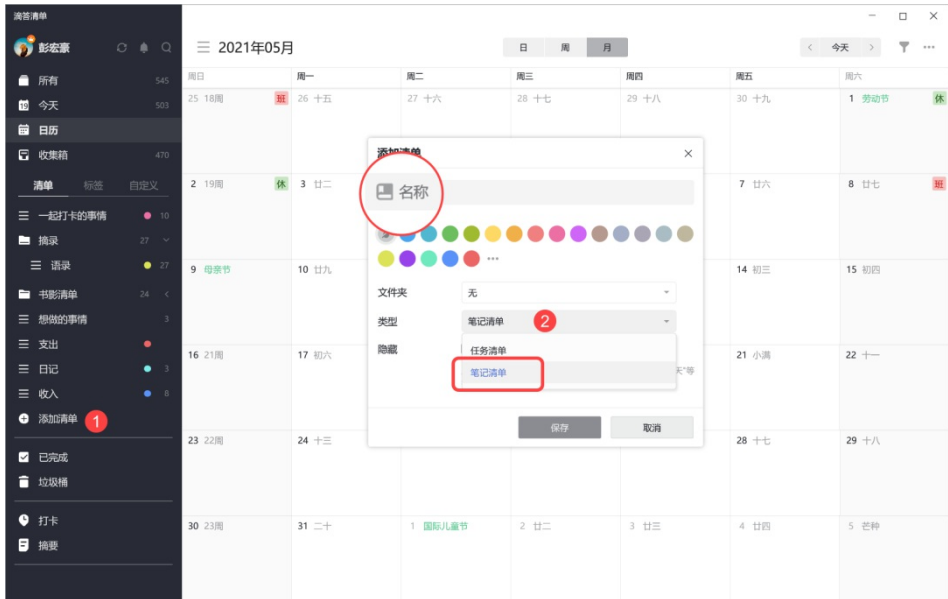 滴答清单
彭宏豪
2021年05月
日 周 月
今天
所有 545
今天 503
日历
收集箱 470
清单 标签 自定义
一起打卡的事情 10
摘录 27
语录 27
书影清单 24
想做的事情 3
支出
日记 3
收入 8
添加清单 1
已完成
垃圾桶
打卡
摘要
周日 周一 周二 周三 周四 周五 周六
25 18周 班 26 十五 27 十六 28 十七 29 十八 30 十九 1 劳动节 休
2 19周 休 3 廿二 7 廿六 8 廿七 班
9 母亲节 10 廿九 14 初三 15 初四
16 21周 17 初六 21 小满 22 十一
23 22周 24 十三 28 十七 29 十八
30 23周 31 二十 1 国际儿童节 2 廿二 3 廿三 4 廿四 5 芒种
添加清单
名称
文件夹 无
类型 笔记清单 2
隐藏
任务清单
笔记清单
天"等
保存 取消